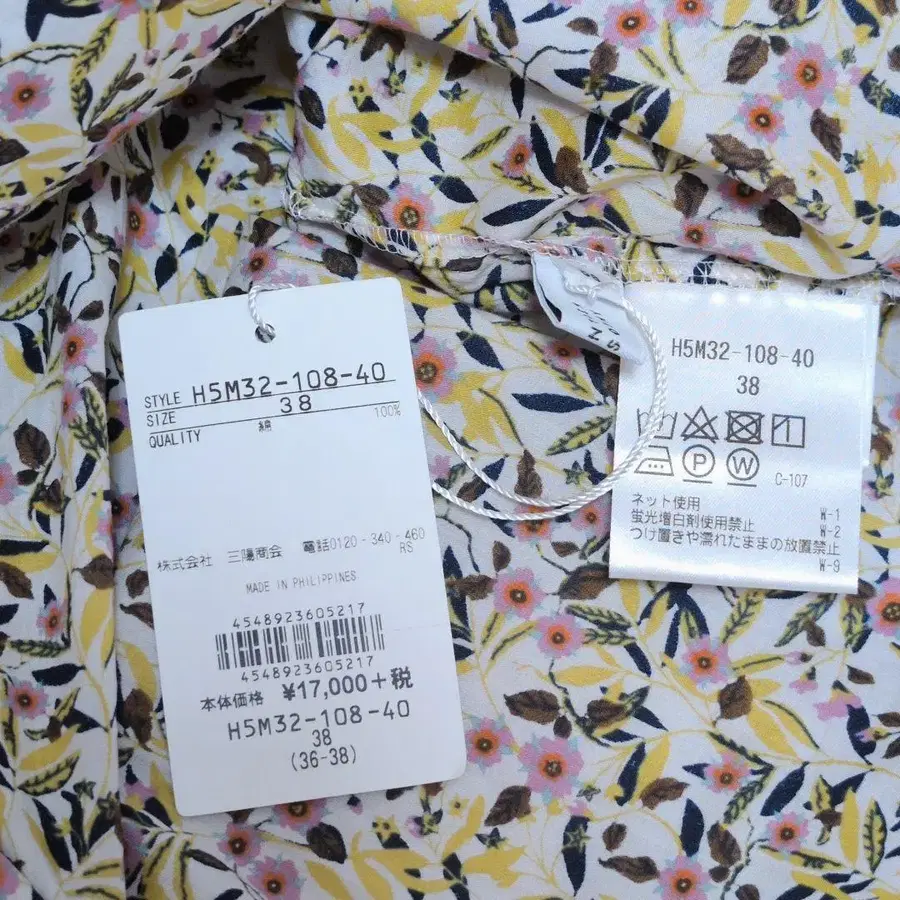 STYLE H5M32-108-40
SIZE 38
QUALITY 綿 100%
株式会社 三陽商会 電話0120-340-460
RS
MADE IN PHILIPPINES
4548923605217
4548923605217
本体価格 ¥17,000+税
H5M32-108-40
38
(36-38)
H5M32-108-40
38
P W
C-107
ネット使用 W-1
蛍光増白剤使用禁止 W-2
つけ置きや濡れたままの放置禁止
W-9